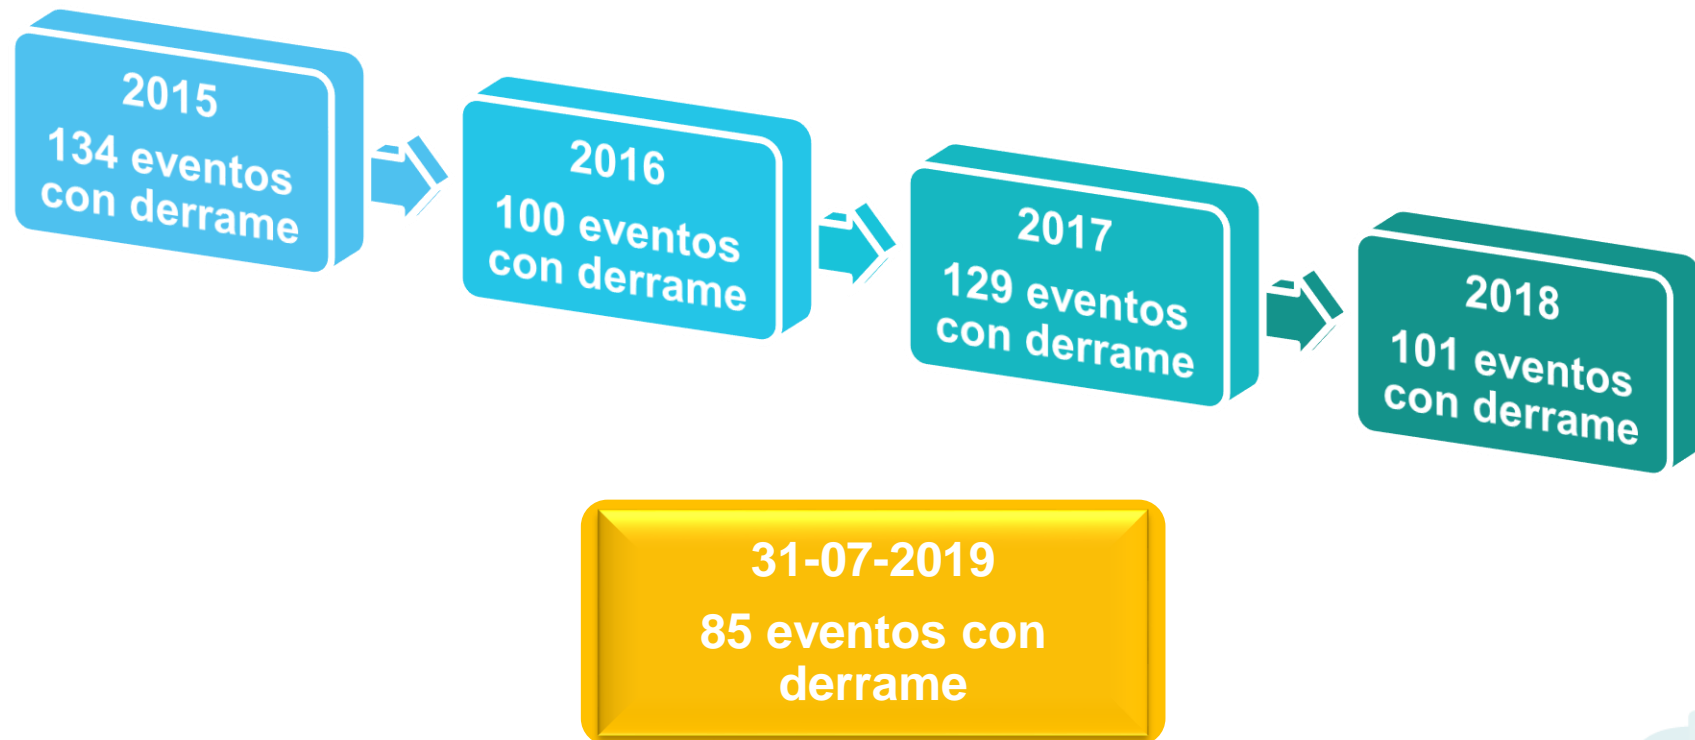 2015
134 eventos
con derrame
2016
100 eventos
con derrame
2017
129 eventos
con derrame
2018
101 eventos
con derrame
31-07-2019
85 eventos con
derrame